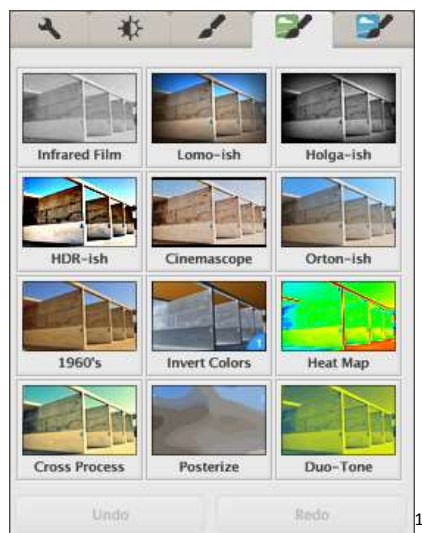 Infrared Film Lomo-ish Holga-ish
HDR-ish Cinemascope Orton-ish
1
1960's Invert Colors Heat Map
Cross Process Posterize Duo-Tone
Undo Redo
1